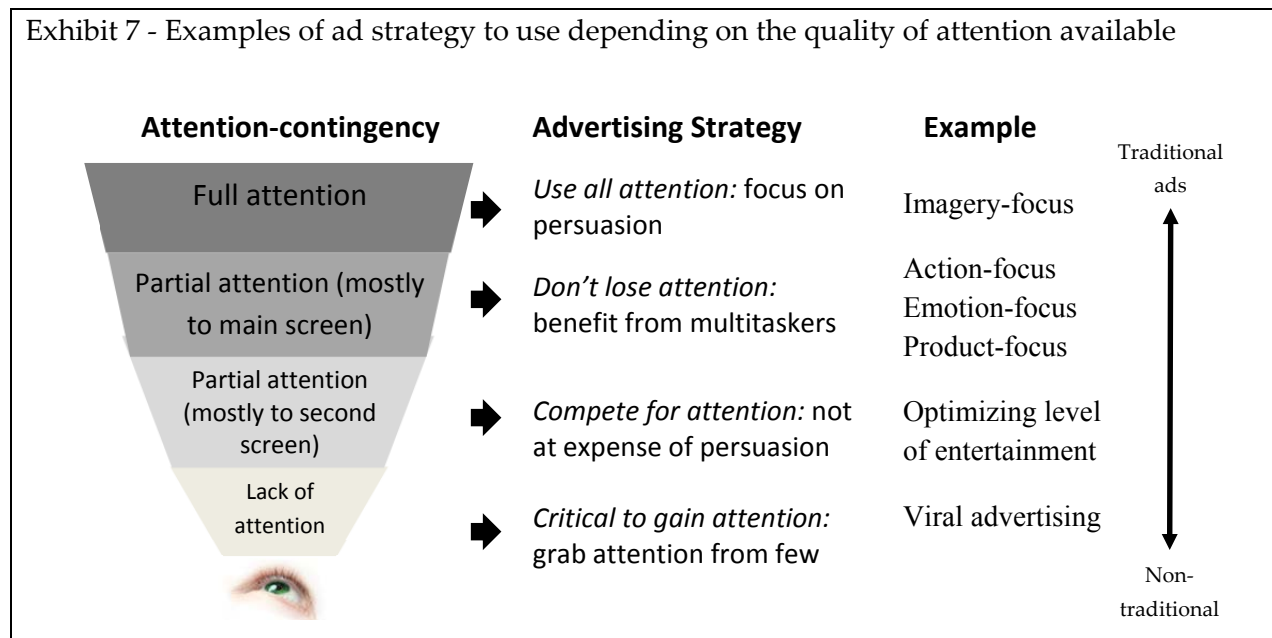 Exhibit 7 - Examples of ad strategy to use depending on the quality of attention available
Attention-contingency
Advertising Strategy
Example
Traditional
ads
Full attention
Use all attention: focus on
persuasion
Imagery-focus
Partial attention (mostly
to main screen)
Don't lose attention:
benefit from multitaskers
Action-focus
Emotion-focus
Product-focus
Partial attention
(mostly to second
screen)
Compete for attention: not
at expense of persuasion
Optimizing level
of entertainment
Lack of
attention
Critical to gain attention:
grab attention from few
Viral advertising
Non-
traditional